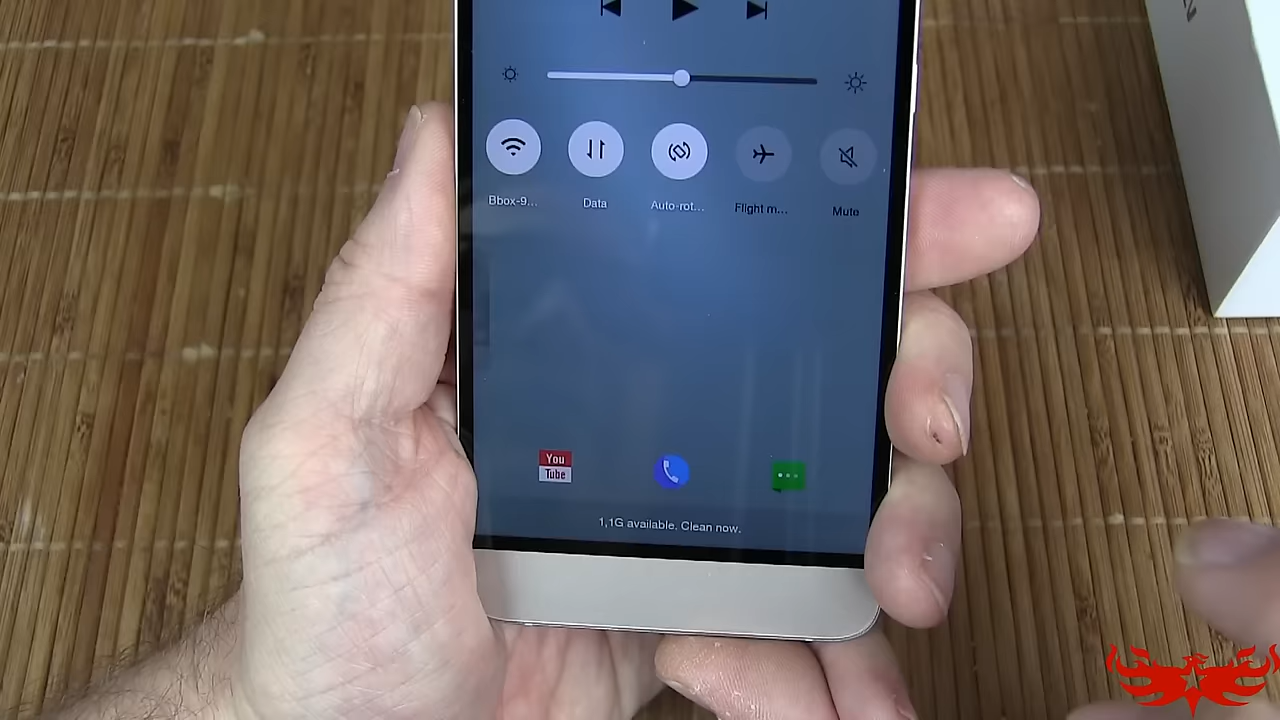 Bbox-9... Data Auto-rot... Flight m... Mute
You
Tube
1,1G available. Clean now.